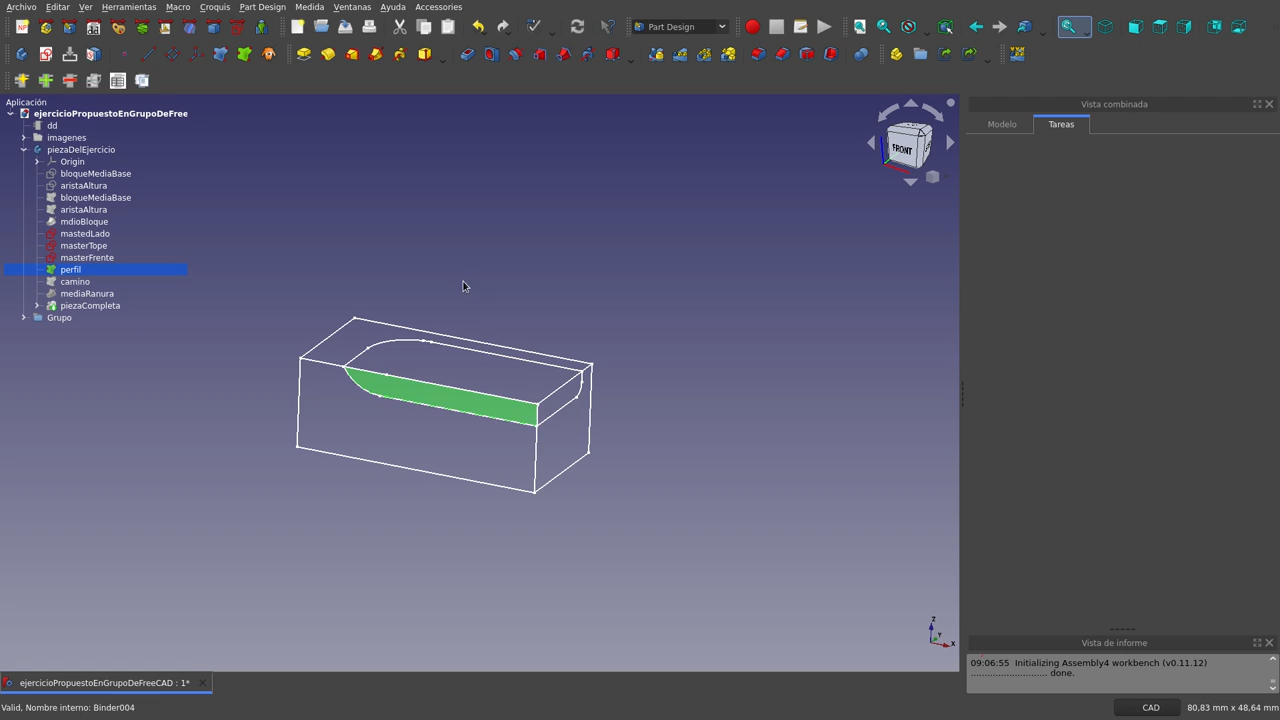 Archivo Editar Ver Part Macro Croquis Part Design Medida Ventanas Ayuda Accesorios
Part Design
Aplicación
ejercicioPropuestoEnGrupoDeFree
dd
imagenes
piezaDelEjercicio
Origin
bloqueMediaBase
aristaAltura
bloqueMediaBase
aristaAltura
mdioBloque
mastedLado
masterTope
masterFrente
perfil
camino
mediaRanura
piezaCompleta
Grupo
FRONT
Z
Y
X
Vista combinada
Modelo Tareas
Vista de informe
09:06:55 Initializing Assembly4 workbench (v0.11.12)
............................ done.
ejercicioPropuestoEnGrupoDeFreeCAD : 1*
Valid, Nombre interno: Binder004
CAD
80,83 mm x 48,64 mm